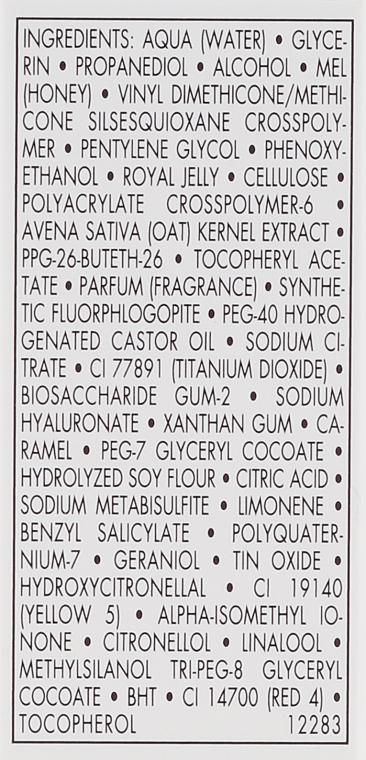 INGREDIENTS: AQUA (WATER) • GLYCE-
RIN • PROPANEDIOL • ALCOHOL • MEL
(HONEY) • VINYL DIMETHICONE/METHI-
CONE SILSESQUIOXANE CROSSPOLY-
MER • PENTYLENE GLYCOL • PHENOXY-
ETHANOL • ROYAL JELLY • CELLULOSE •
POLYACRYLATE CROSSPOLYMER-6 •
AVENA SATIVA (OAT) KERNEL EXTRACT •
PPG-26-BUTETH-26 • TOCOPHERYL ACE-
TATE • PARFUM (FRAGRANCE) • SYNTHE-
TIC FLUORPHLOGOPITE • PEG-40 HYDRO-
GENATED CASTOR OIL • SODIUM CI-
TRATE • CI 77891 (TITANIUM DIOXIDE) •
BIOSACCHARIDE GUM-2 • SODIUM
HYALURONATE • XANTHAN GUM • CA-
RAMEL • PEG-7 GLYCERYL COCOATE •
HYDROLYZED SOY FLOUR • CITRIC ACID •
SODIUM METABISULFITE • LIMONENE •
BENZYL SALICYLATE • POLYQUATER-
NIUM-7 • GERANIOL • TIN OXIDE •
HYDROXYCITRONELLAL • CI 19140
(YELLOW 5) • ALPHA-ISOMETHYL IO-
NONE • CITRONELLOL • LINALOOL •
METHYLSILANOL TRI-PEG-8 GLYCERYL
COCOATE • BHT • CI 14700 (RED 4) •
TOCOPHEROL 12283